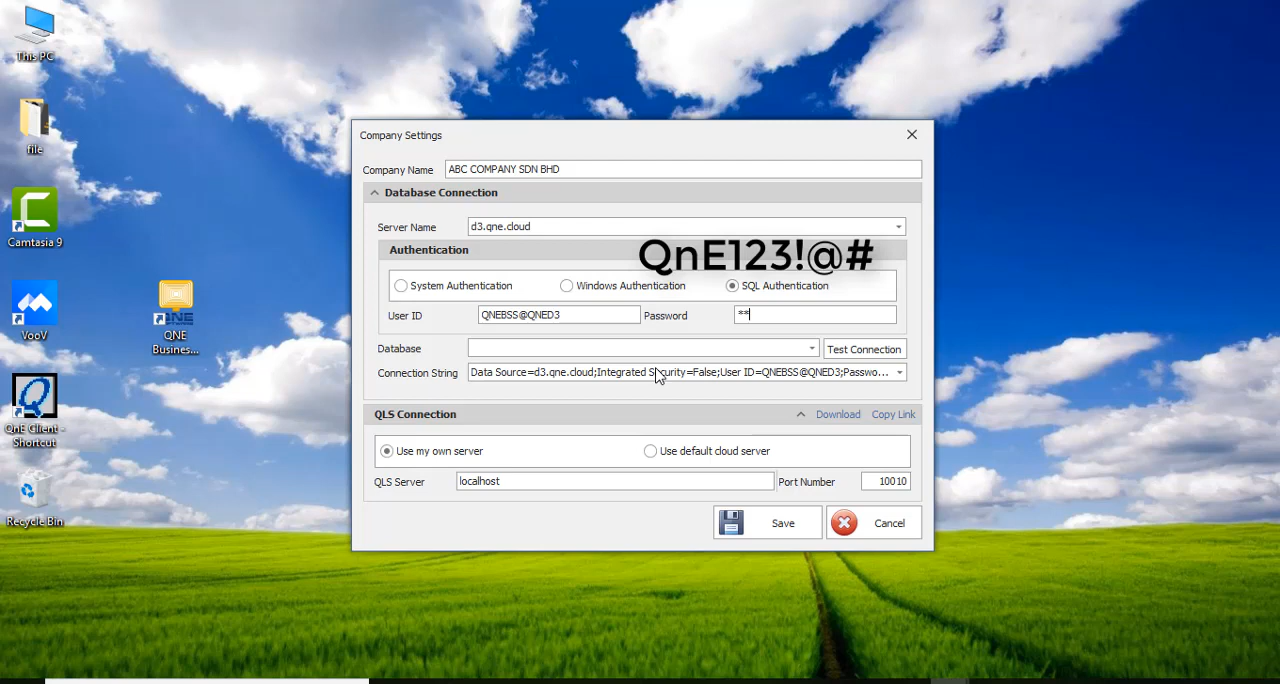 This PC
file
Camtasia 9
VooV
QnE Client -
Shortcut
Recycle Bin
QNE
Busines...
Company Settings
Company Name ABC COMPANY SDN BHD
Database Connection
Server Name d3.qne.cloud
Authentication
QnE123!@#
System Authentication Windows Authentication SQL Authentication
User ID QNEBSS@QNED3 Password **
Database Test Connection
Connection String Data Source=d3.qne.cloud;Integrated Security=False;User ID=QNEBSS@QNED3;Passwo...
QLS Connection Download Copy Link
Use my own server Use default cloud server
QLS Server localhost Port Number 10010
Save Cancel